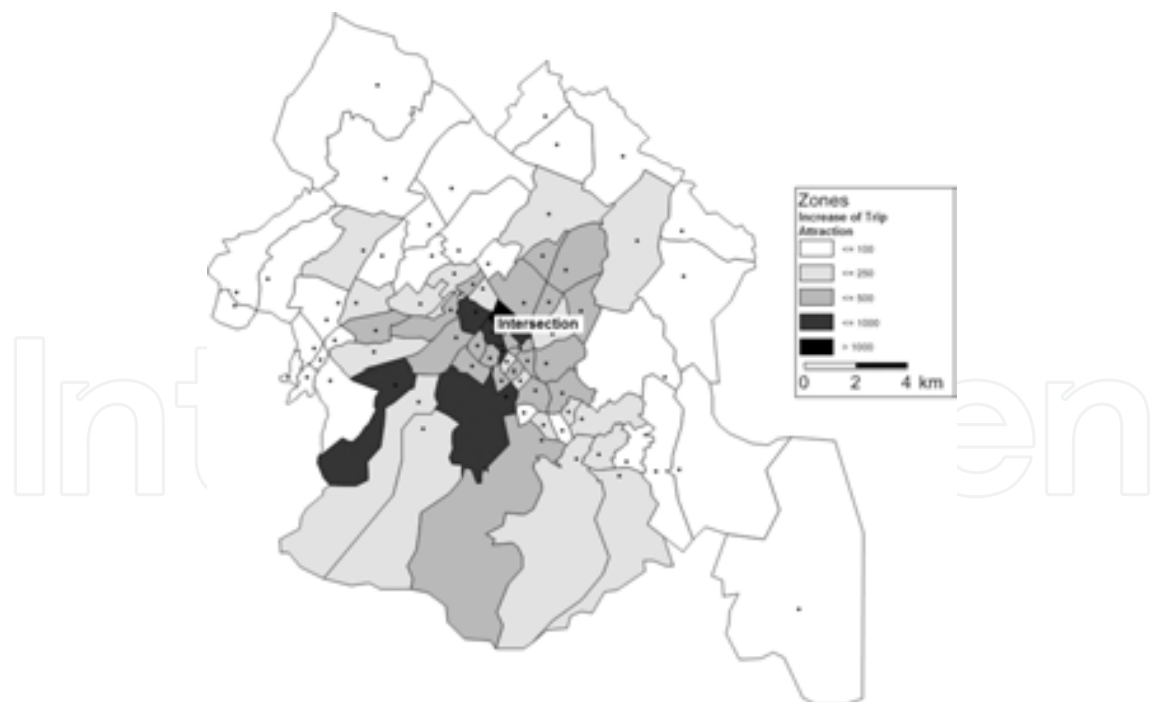 Intersection
Zones
Increase of Trip
Attraction
<= 100
<= 250
<= 500
<= 1000
> 1000
0 2 4 km